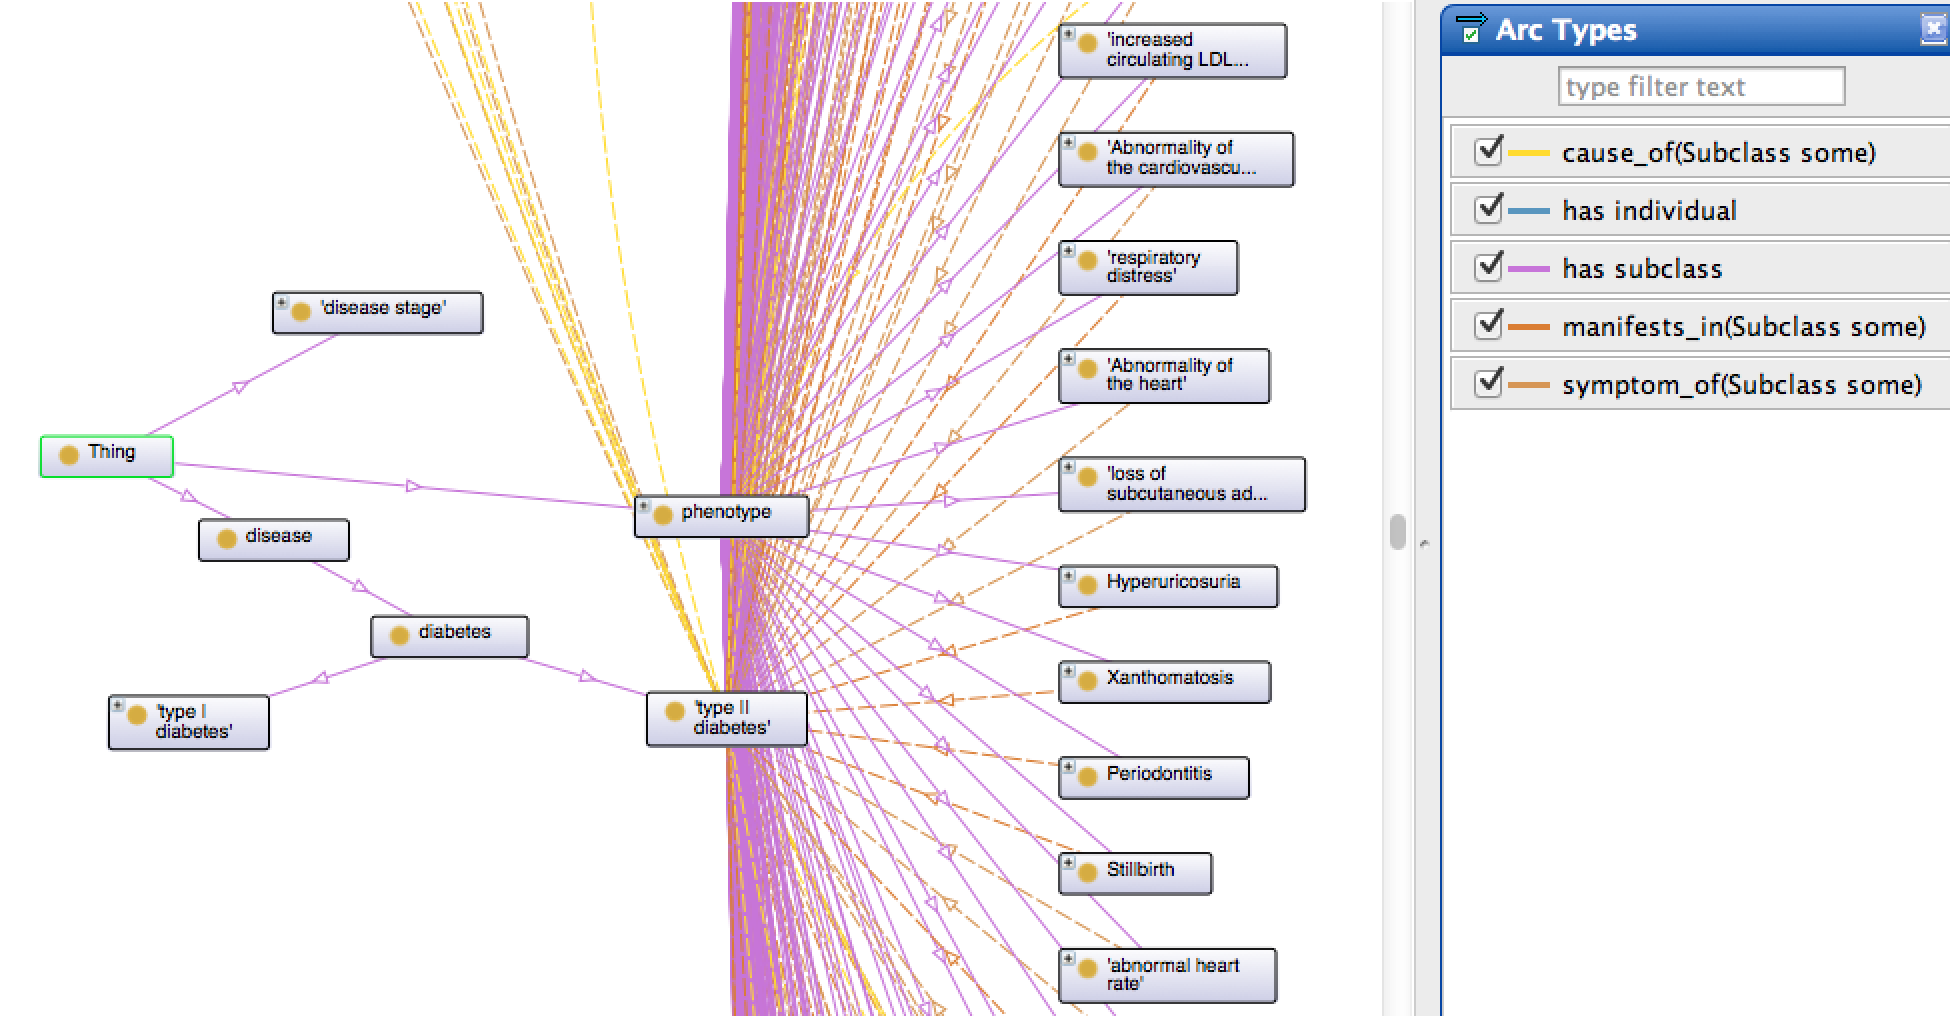 'increased
circulating LDL...
'Abnormality of
the cardiovascu...
'respiratory
distress'
'disease stage'
'Abnormality of
the heart'
Thing
'loss of
subcutaneous ad...
phenotype
disease
Hyperuricosuria
diabetes
Xanthomatosis
'type I
diabetes'
'type II
diabetes'
Periodontitis
Stillbirth
'abnormal heart
rate'
Arc Types
type filter text
cause_of(Subclass some)
has individual
has subclass
manifests_in(Subclass some)
symptom_of(Subclass some)